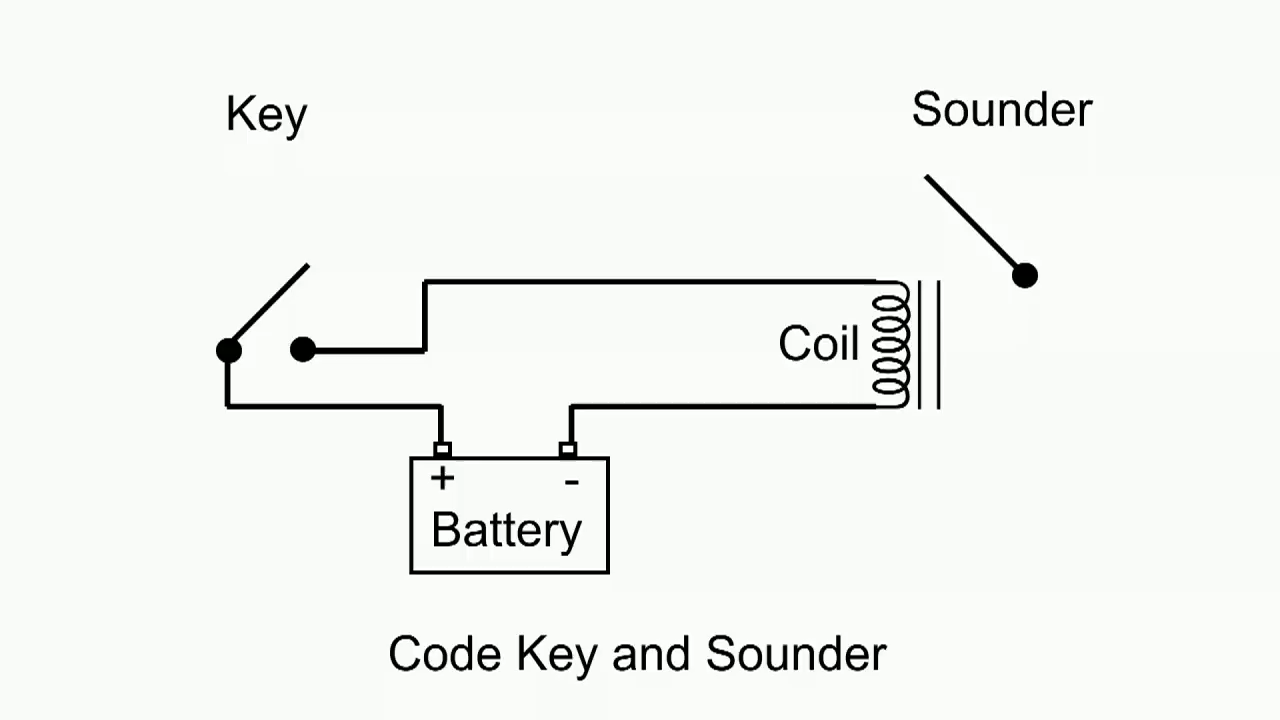 Key
Sounder
Coil
+ -
Battery
Code Key and Sounder